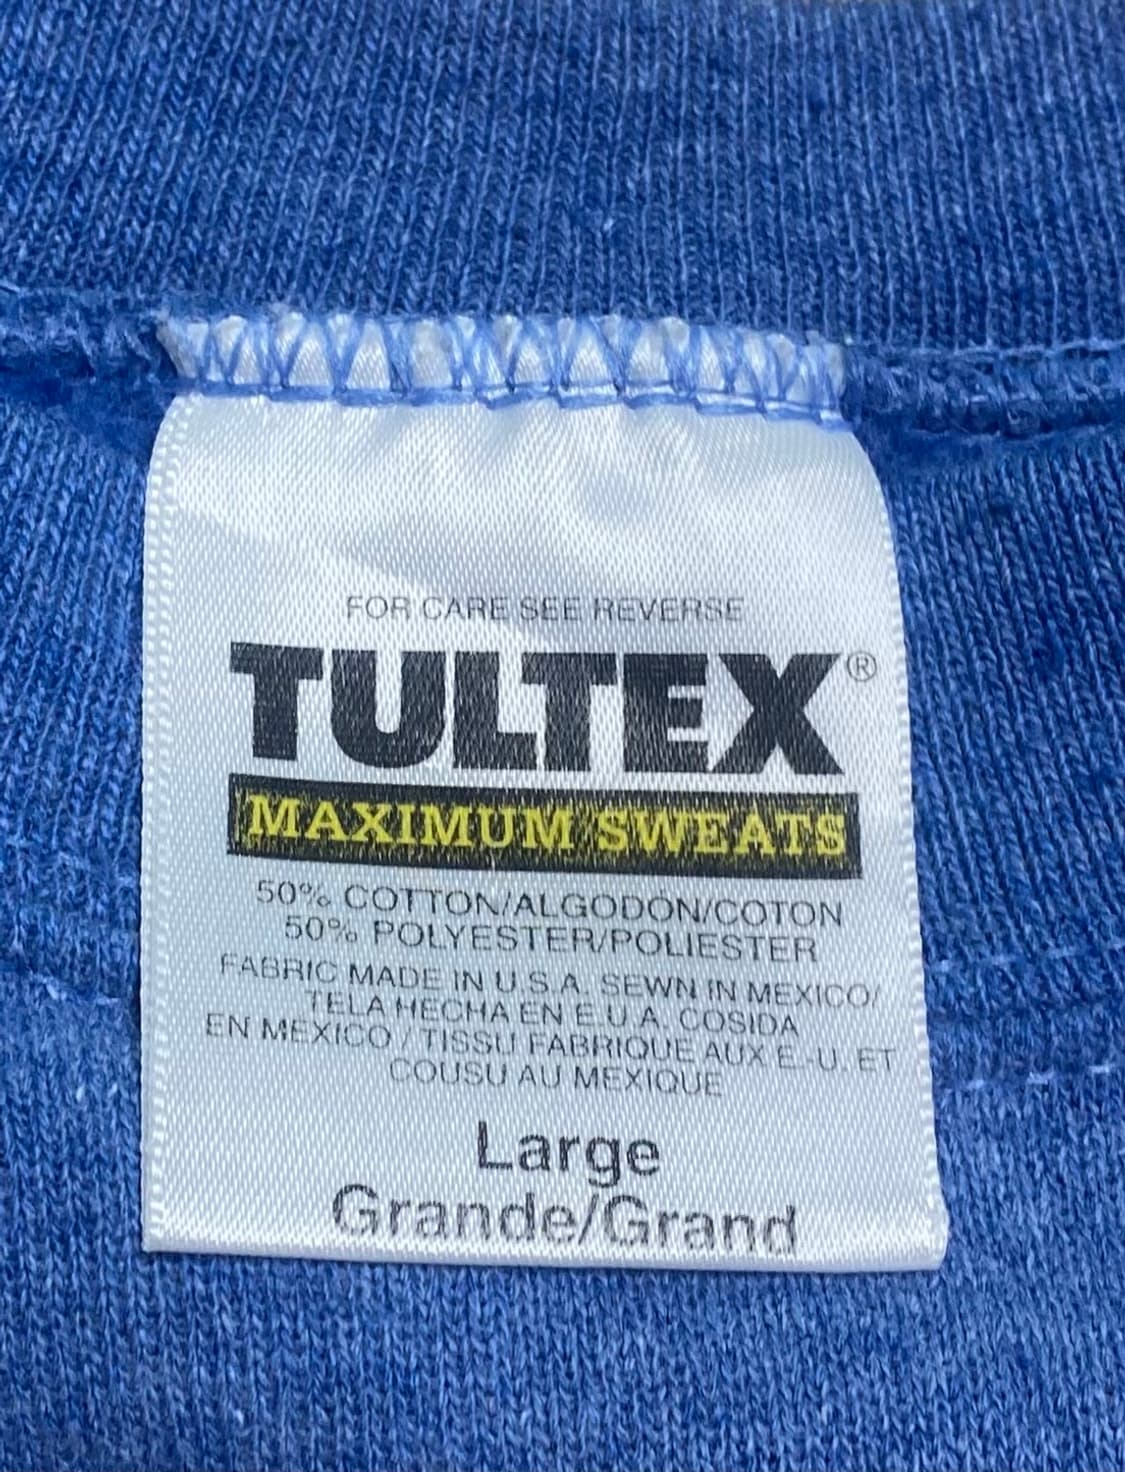 FOR CARE SEE REVERSE
TULTEX®
MAXIMUM SWEATS
50% COTTON/ALGODÓN/COTON
50% POLYESTER/POLIESTER
FABRIC MADE IN U.S.A. SEWN IN MEXICO/
TELA HECHA EN E.U.A. COSIDA
EN MEXICO / TISSU FABRIQUE AUX E.-U. ET
COUSU AU MEXIQUE
Large
Grande/Grand